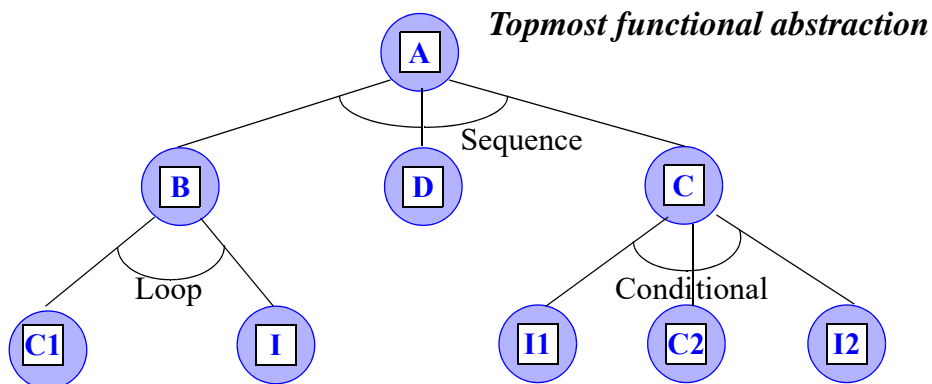 Topmost functional abstraction
A
Sequence
B
D
C
Loop
Conditional
C1
I
I1
C2
I2